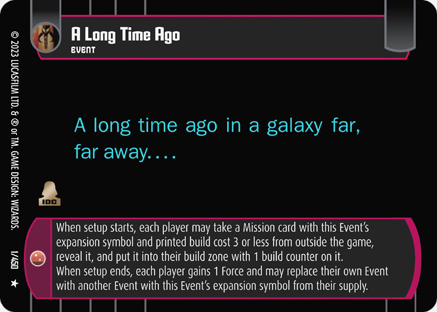 A Long Time Ago
EVENT
A long time ago in a galaxy far,
far away....
IDC
When setup starts, each player may take a Mission card with this Event's
expansion symbol and printed build cost 3 or less from outside the game,
reveal it, and put it into their build zone with 1 build counter on it.
When setup ends, each player gains 1 Force and may replace their own Event
with another Event with this Event's expansion symbol from their supply.
© 2023 LUCASFILM LTD. & ® OR TM. GAME DESIGN: WIZARDS. 1/450 ★